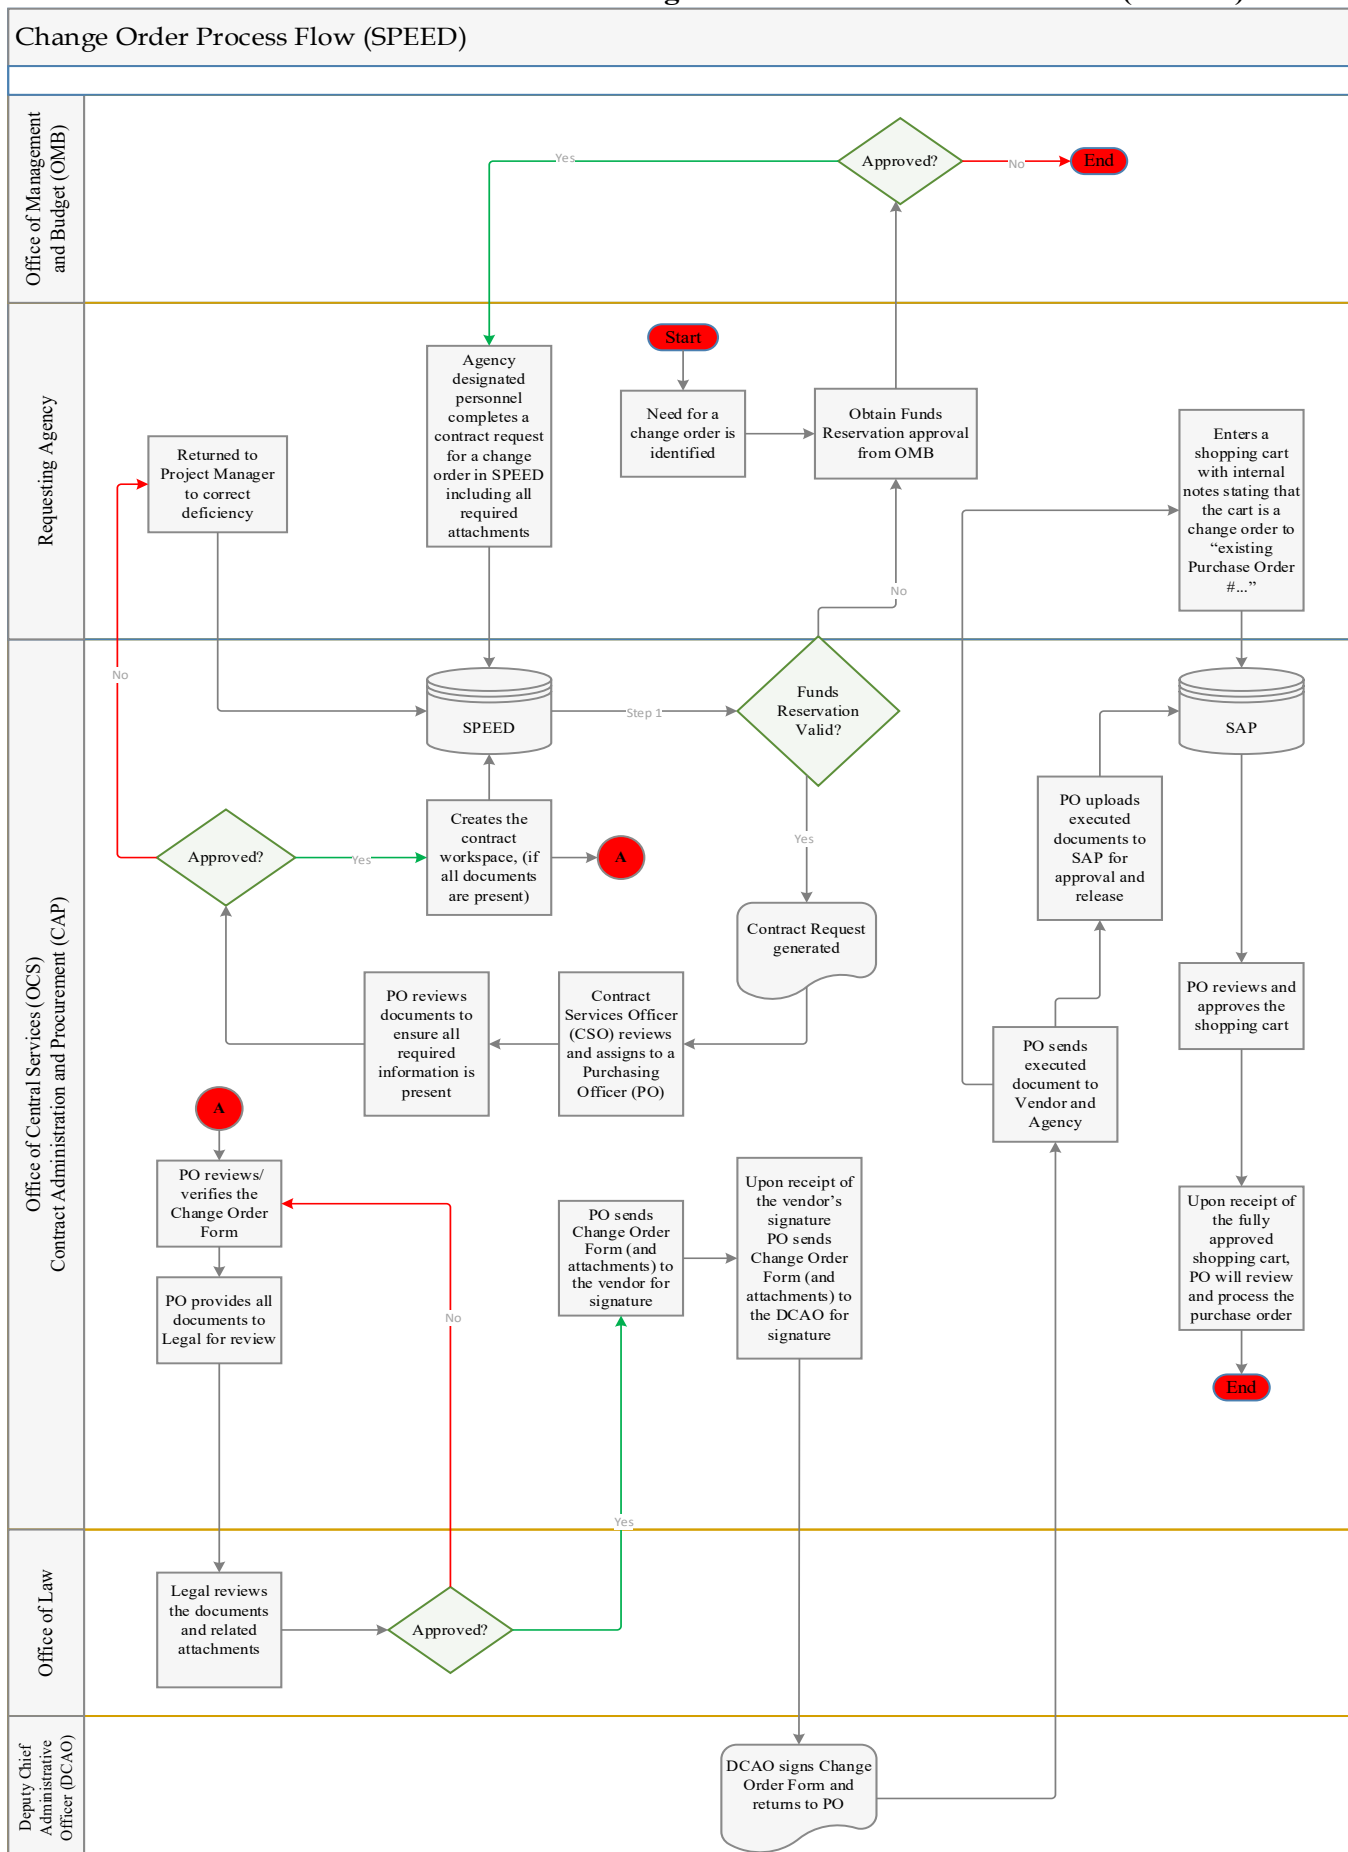 Change Order Process Flow (SPEED)
Office of Management
and Budget (OMB)
Approved?
Yes
No
End
Requesting Agency
Start
Need for a
change order is
identified
Obtain Funds
Reservation approval
from OMB
Agency
designated
personnel
completes a
contract request
for a change
order in SPEED
including all
required
attachments
Returned to
Project Manager
to correct
deficiency
Enters a
shopping cart
with internal
notes stating that
the cart is a
change order to
“existing
Purchase Order
#...”
No
Office of Central Services (OCS)
Contract Administration and Procurement (CAP)
No
SPEED
Step 1
Funds
Reservation
Valid?
SAP
Yes
Approved?
Yes
Creates the
contract
workspace, (if
all documents
are present)
A
PO uploads
executed
documents to
SAP for
approval and
release
Contract Request
generated
PO reviews
documents to
ensure all
required
information is
present
Contract
Services Officer
(CSO) reviews
and assigns to a
Purchasing
Officer (PO)
PO sends
executed
document to
Vendor and
Agency
PO reviews and
approves the
shopping cart
A
PO reviews/
verifies the
Change Order
Form
PO provides all
documents to
Legal for review
No
PO sends
Change Order
Form (and
attachments) to
the vendor for
signature
Upon receipt of
the vendor’s
signature
PO sends
Change Order
Form (and
attachments) to
the DCAO for
signature
Upon receipt of
the fully
approved
shopping cart,
PO will review
and process the
purchase order
End
Yes
Office of Law
Legal reviews
the documents
and related
attachments
Approved?
Deputy Chief
Administrative
Officer (DCAO)
DCAO signs Change
Order Form and
returns to PO